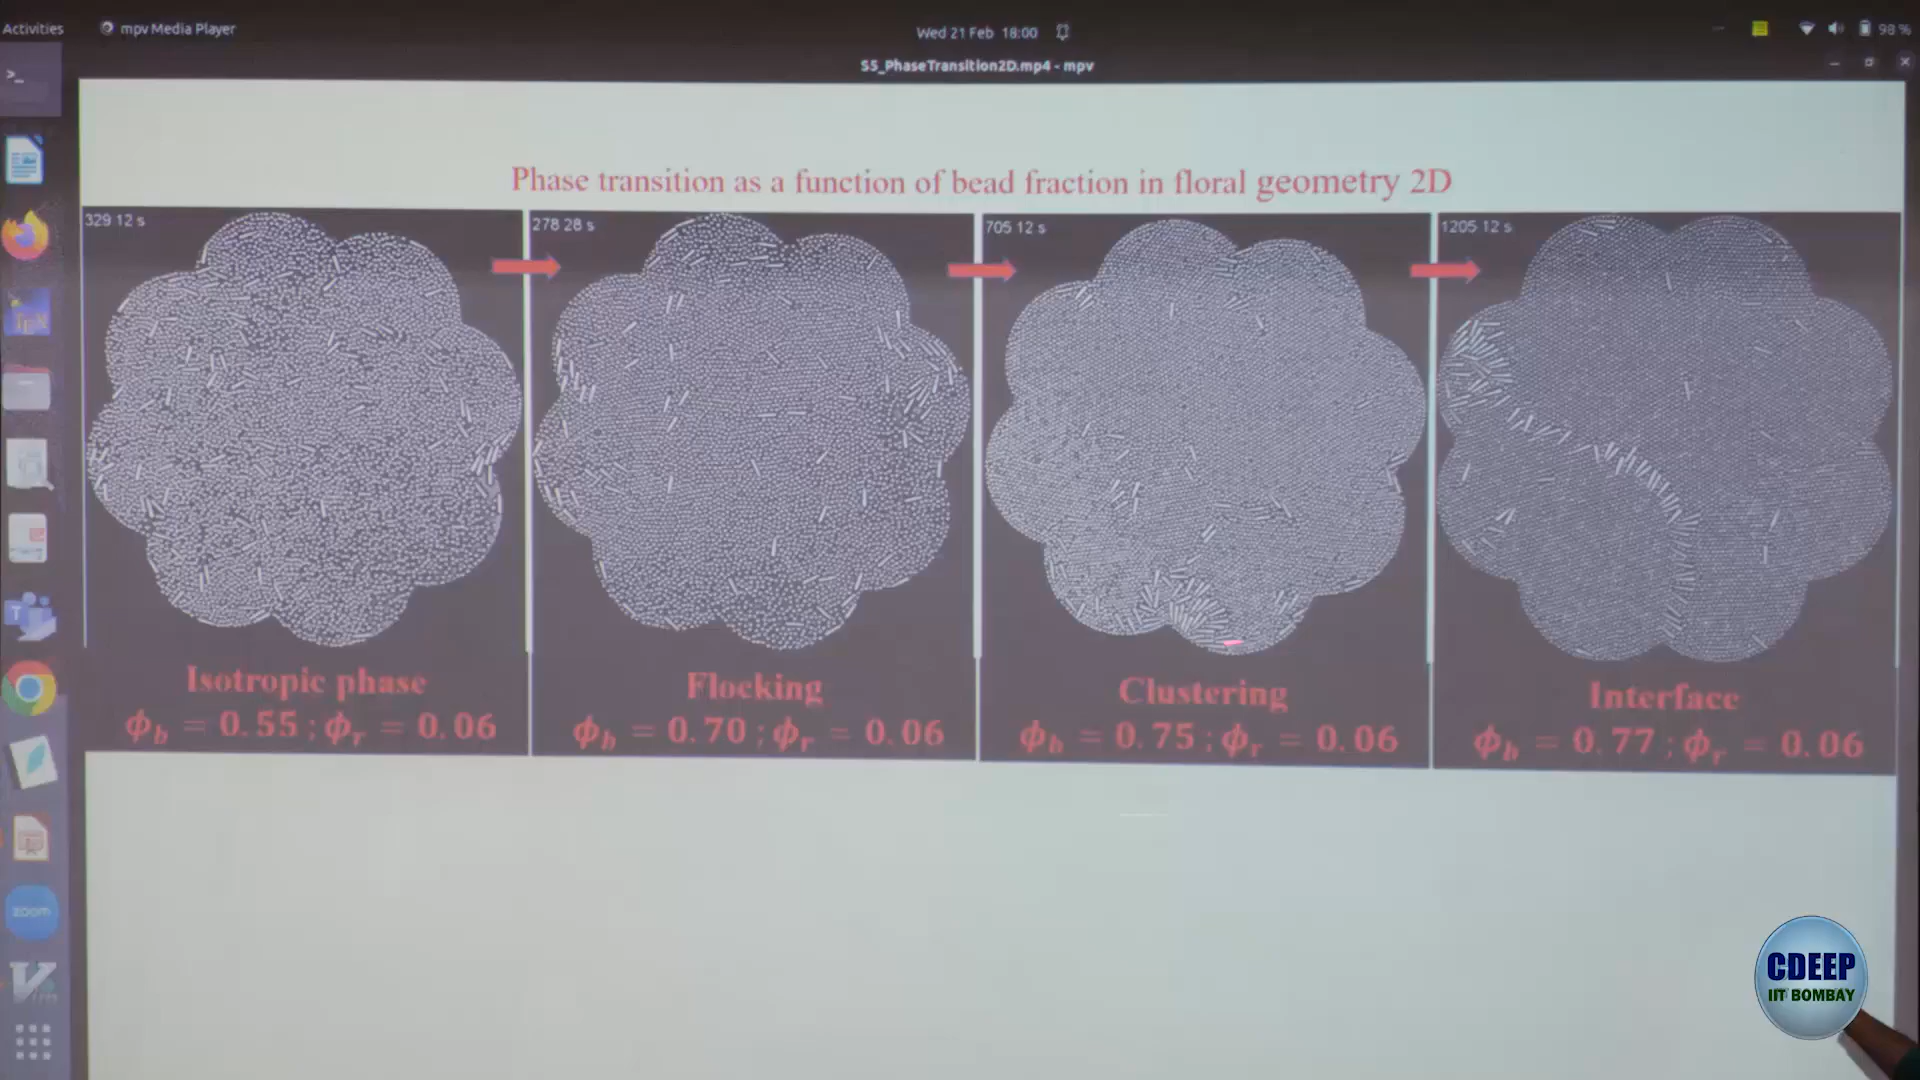 Activities
mpv Media Player
Wed 21 Feb 18:00
98 %
S5_PhaseTransition2D.mp4 - mpv
Phase transition as a function of bead fraction in floral geometry 2D
329 12 s
278 28 s
705 12 s
1205 12 s
Isotropic phase
ϕb = 0.55 ; ϕr = 0.06
Flocking
ϕb = 0.70 ; ϕr = 0.06
Clustering
ϕb = 0.75 ; ϕr = 0.06
Interface
ϕb = 0.77 ; ϕr = 0.06
zoom
CDEEP
IIT BOMBAY